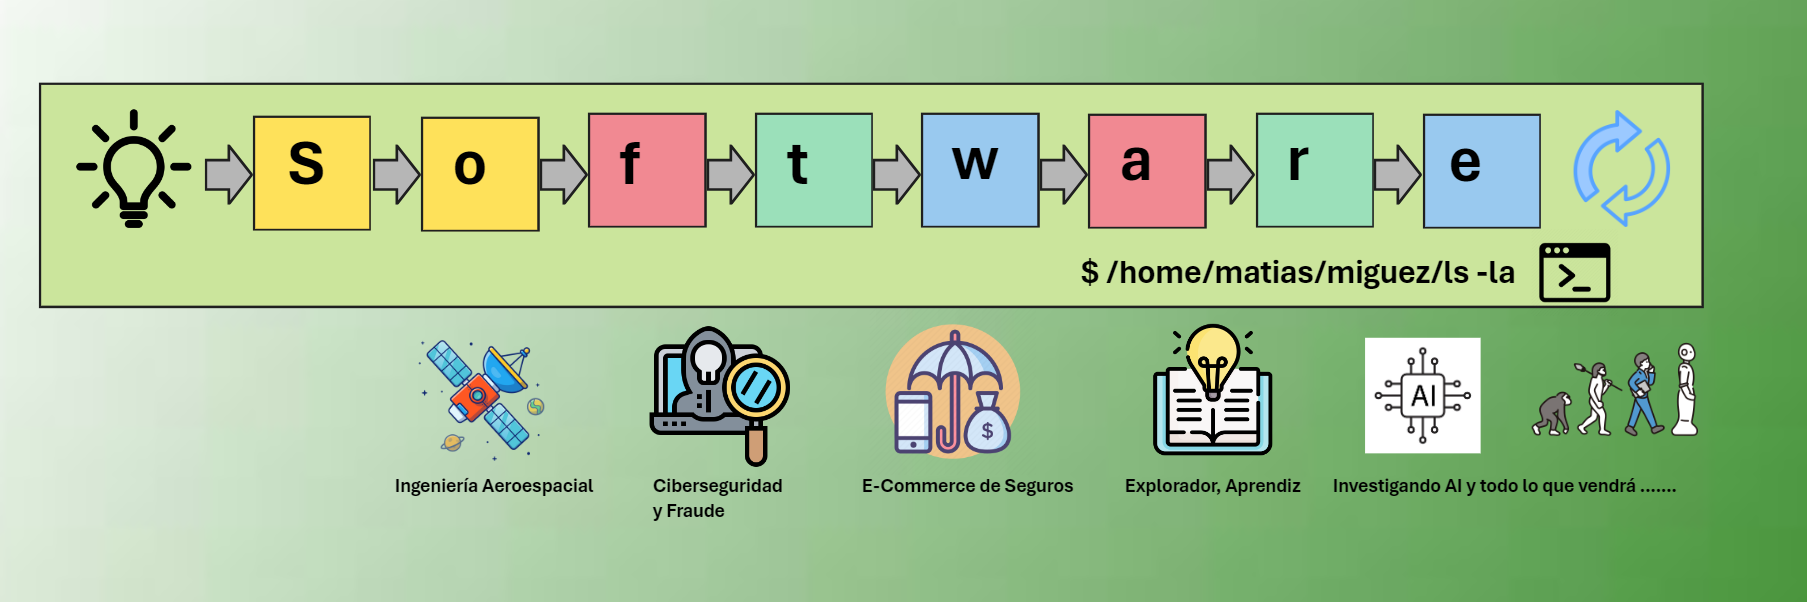 S o f t w a r e
$ /home/matias/miguez/ls -la
>_
$
AI
Ingeniería Aeroespacial
Ciberseguridad
y Fraude
E-Commerce de Seguros
Explorador, Aprendiz
Investigando AI y todo lo que vendrá .......